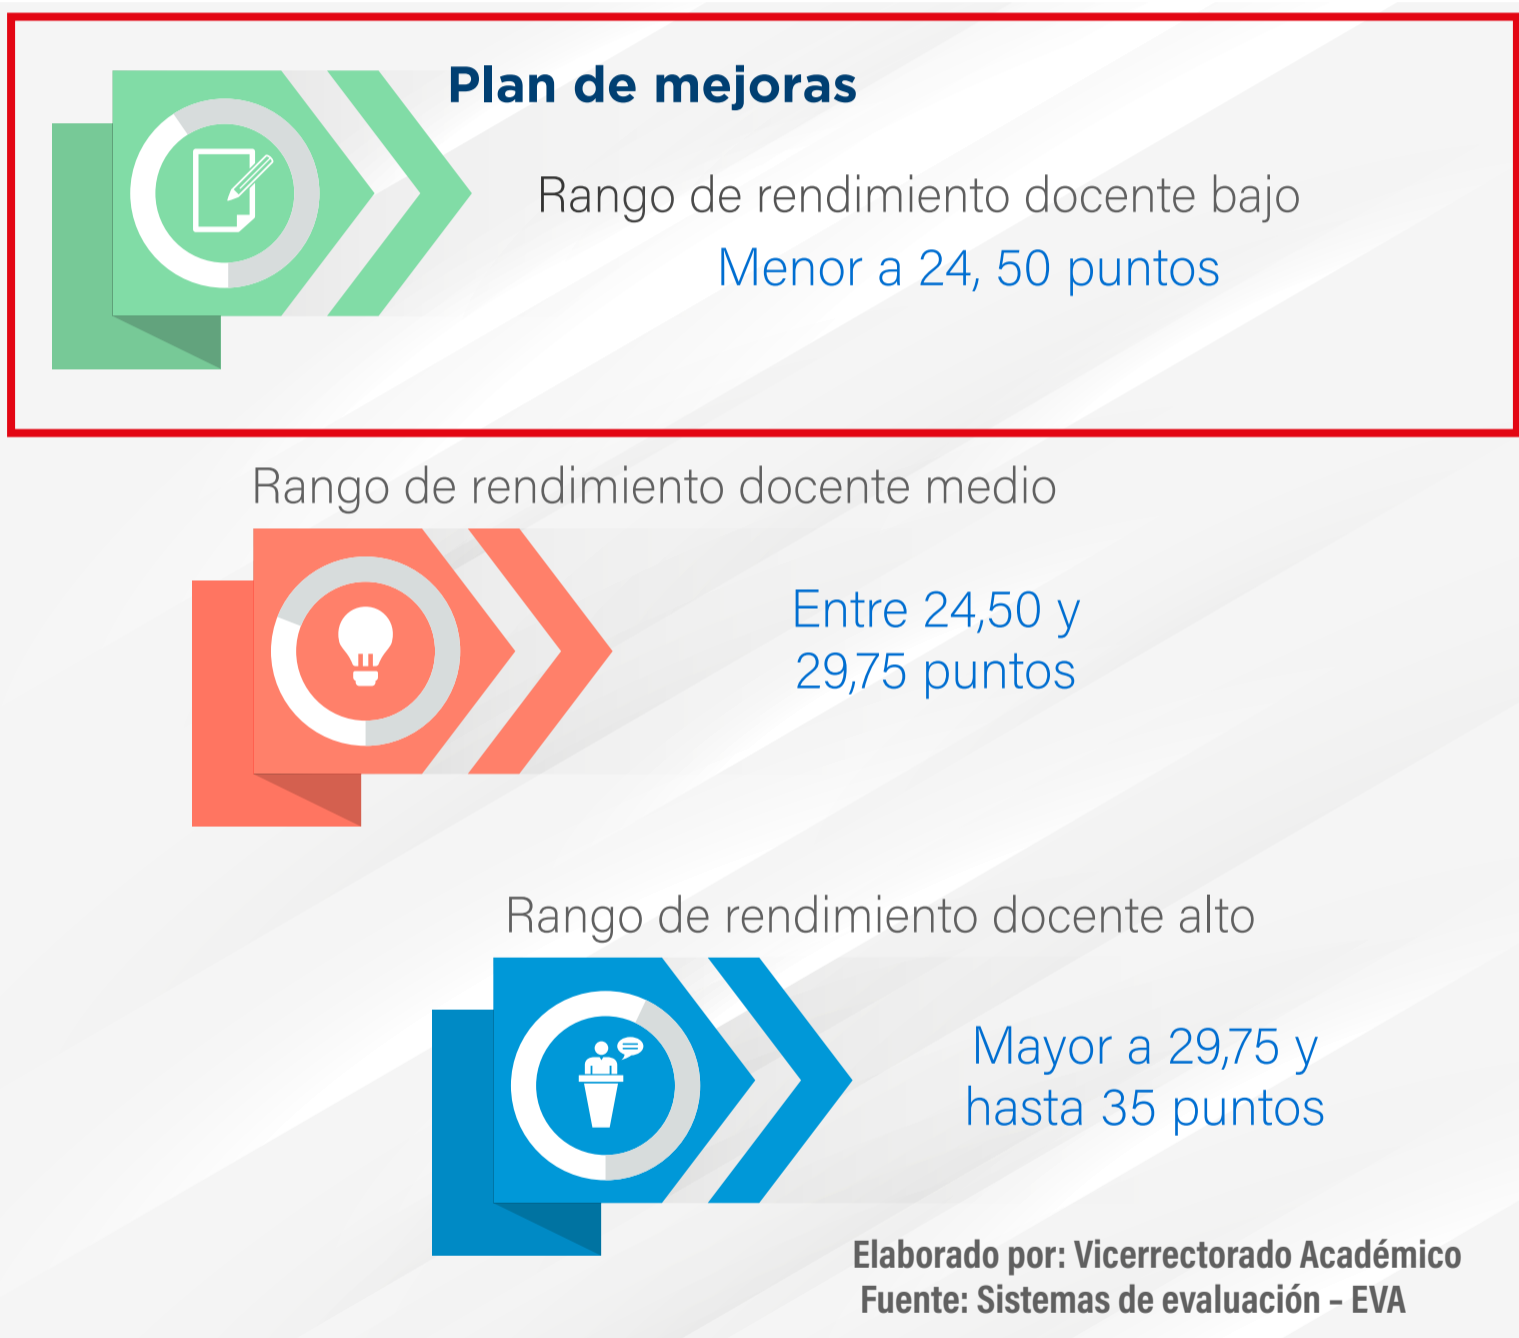 Plan de mejoras
Rango de rendimiento docente bajo
Menor a 24, 50 puntos
Rango de rendimiento docente medio
Entre 24,50 y
29,75 puntos
Rango de rendimiento docente alto
Mayor a 29,75 y
hasta 35 puntos
Elaborado por: Vicerrectorado Académico
Fuente: Sistemas de evaluación – EVA